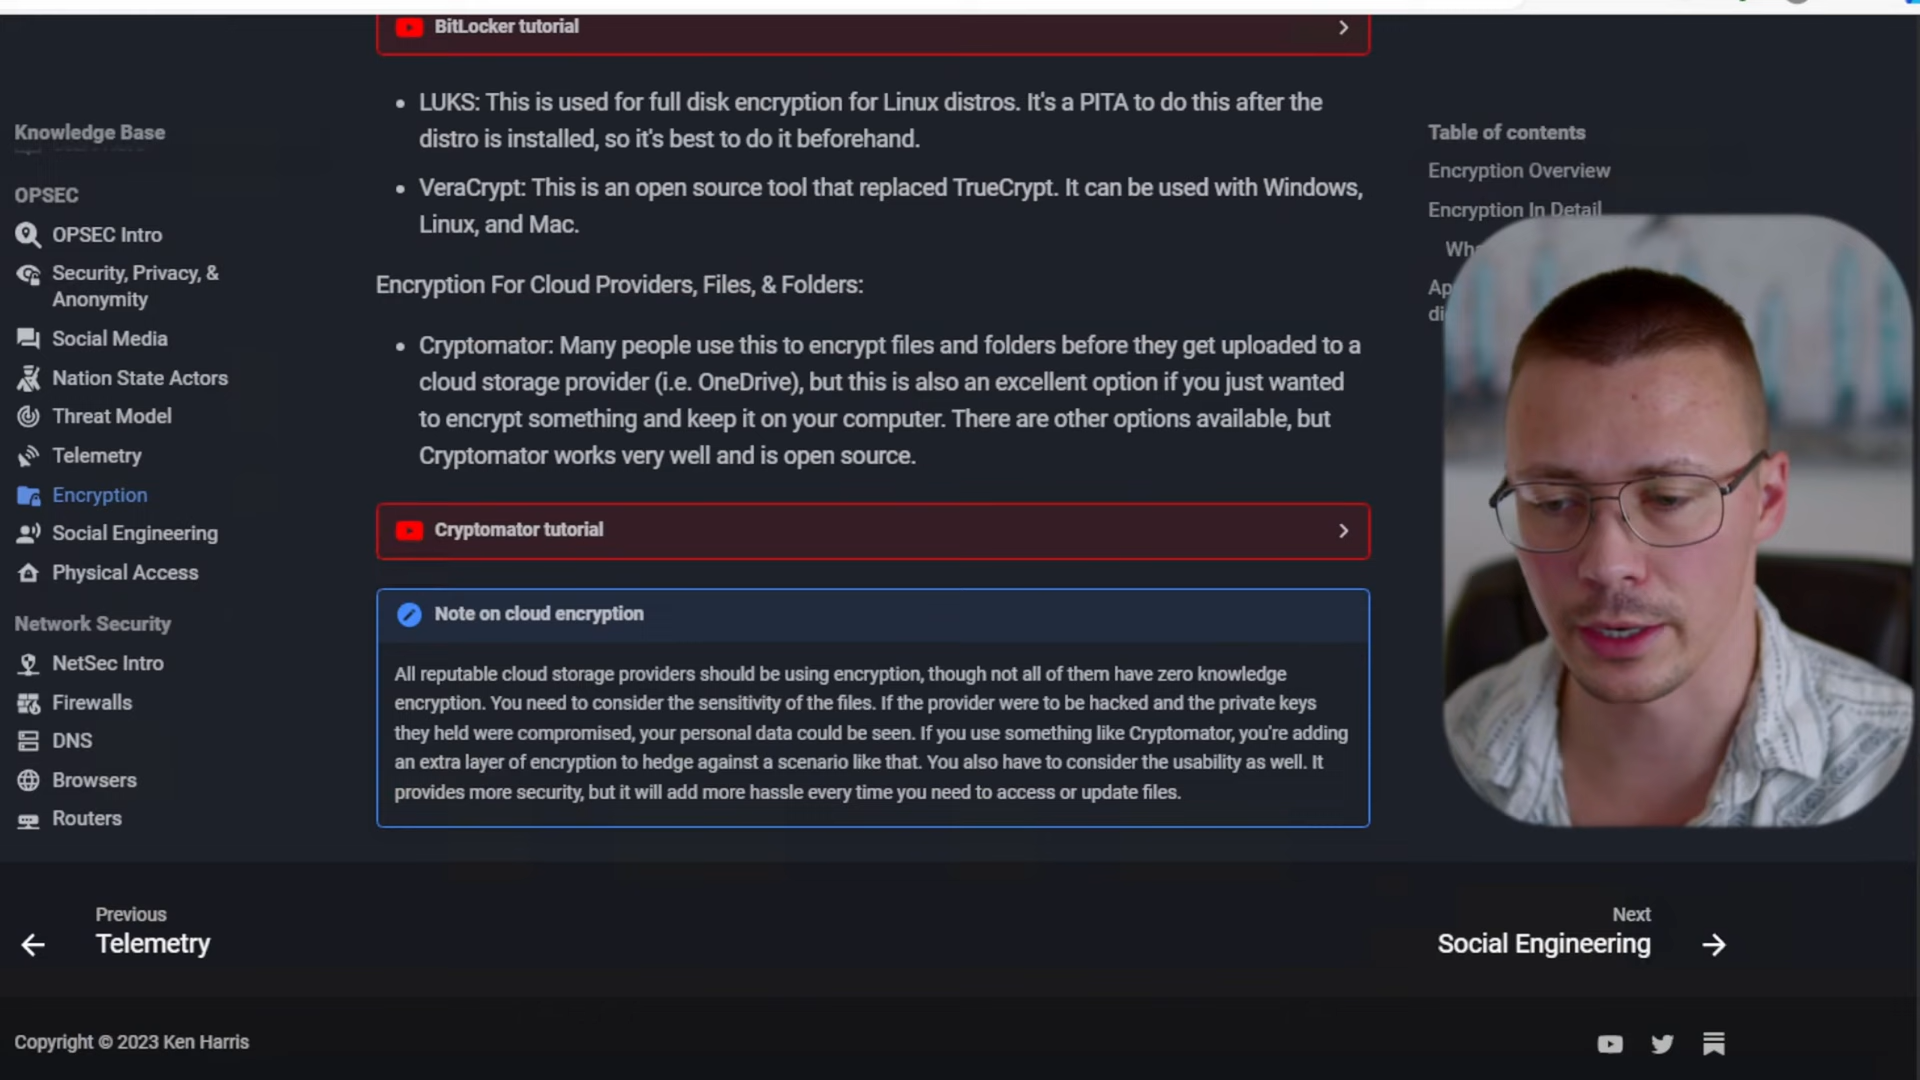 BitLocker tutorial
LUKS: This is used for full disk encryption for Linux distros. It's a PITA to do this after the
distro is installed, so it's best to do it beforehand.
VeraCrypt: This is an open source tool that replaced TrueCrypt. It can be used with Windows,
Linux, and Mac.
Encryption For Cloud Providers, Files, & Folders:
Cryptomator: Many people use this to encrypt files and folders before they get uploaded to a
cloud storage provider (i.e. OneDrive), but this is also an excellent option if you just wanted
to encrypt something and keep it on your computer. There are other options available, but
Cryptomator works very well and is open source.
Cryptomator tutorial
Note on cloud encryption
All reputable cloud storage providers should be using encryption, though not all of them have zero knowledge
encryption. You need to consider the sensitivity of the files. If the provider were to be hacked and the private keys
they held were compromised, your personal data could be seen. If you use something like Cryptomator, you're adding
an extra layer of encryption to hedge against a scenario like that. You also have to consider the usability as well. It
provides more security, but it will add more hassle every time you need to access or update files.
Knowledge Base
OPSEC
OPSEC Intro
Security, Privacy, &
Anonymity
Social Media
Nation State Actors
Threat Model
Telemetry
Encryption
Social Engineering
Physical Access
Network Security
NetSec Intro
Firewalls
DNS
Browsers
Routers
Table of contents
Encryption Overview
Encryption In Detail
Previous
Telemetry
Next
Social Engineering
Copyright © 2023 Ken Harris